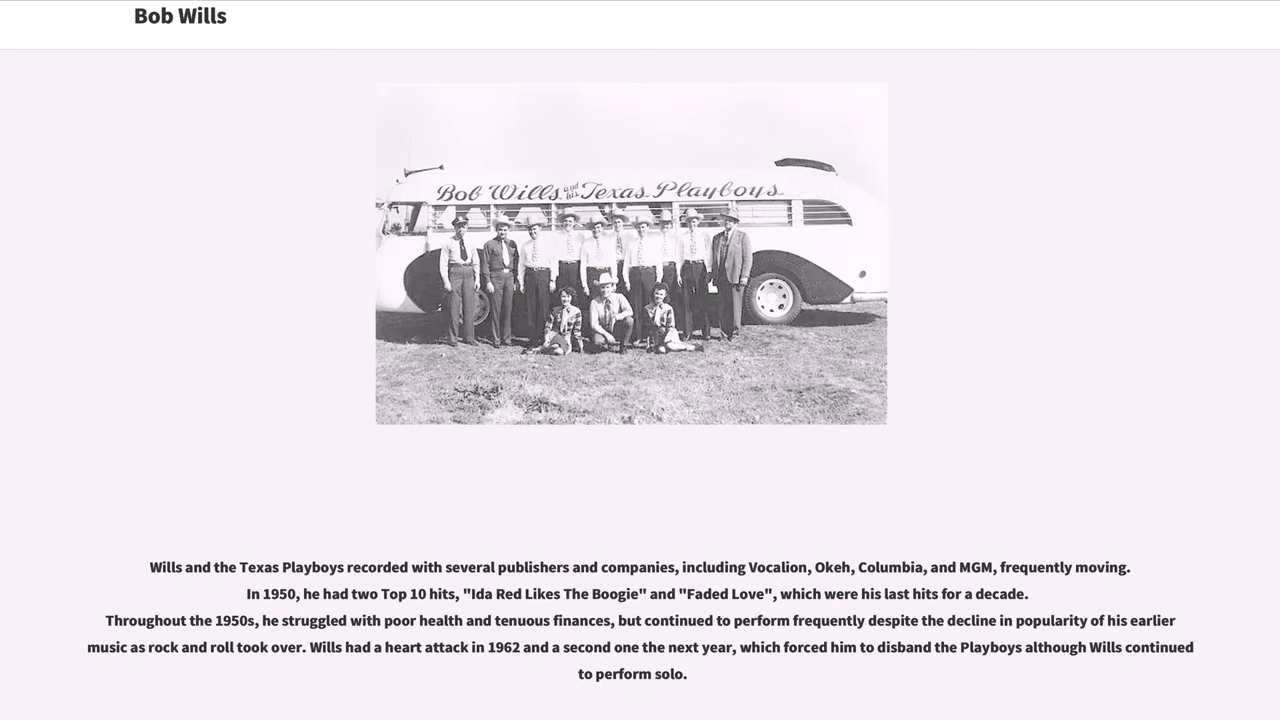 Bob Wills
Bob Wills and his Texas Playboys
Wills and the Texas Playboys recorded with several publishers and companies, including Vocalion, Okeh, Columbia, and MGM, frequently moving.
In 1950, he had two Top 10 hits, "Ida Red Likes The Boogie" and "Faded Love", which were his last hits for a decade.
Throughout the 1950s, he struggled with poor health and tenuous finances, but continued to perform frequently despite the decline in popularity of his earlier
music as rock and roll took over. Wills had a heart attack in 1962 and a second one the next year, which forced him to disband the Playboys although Wills continued
to perform solo.